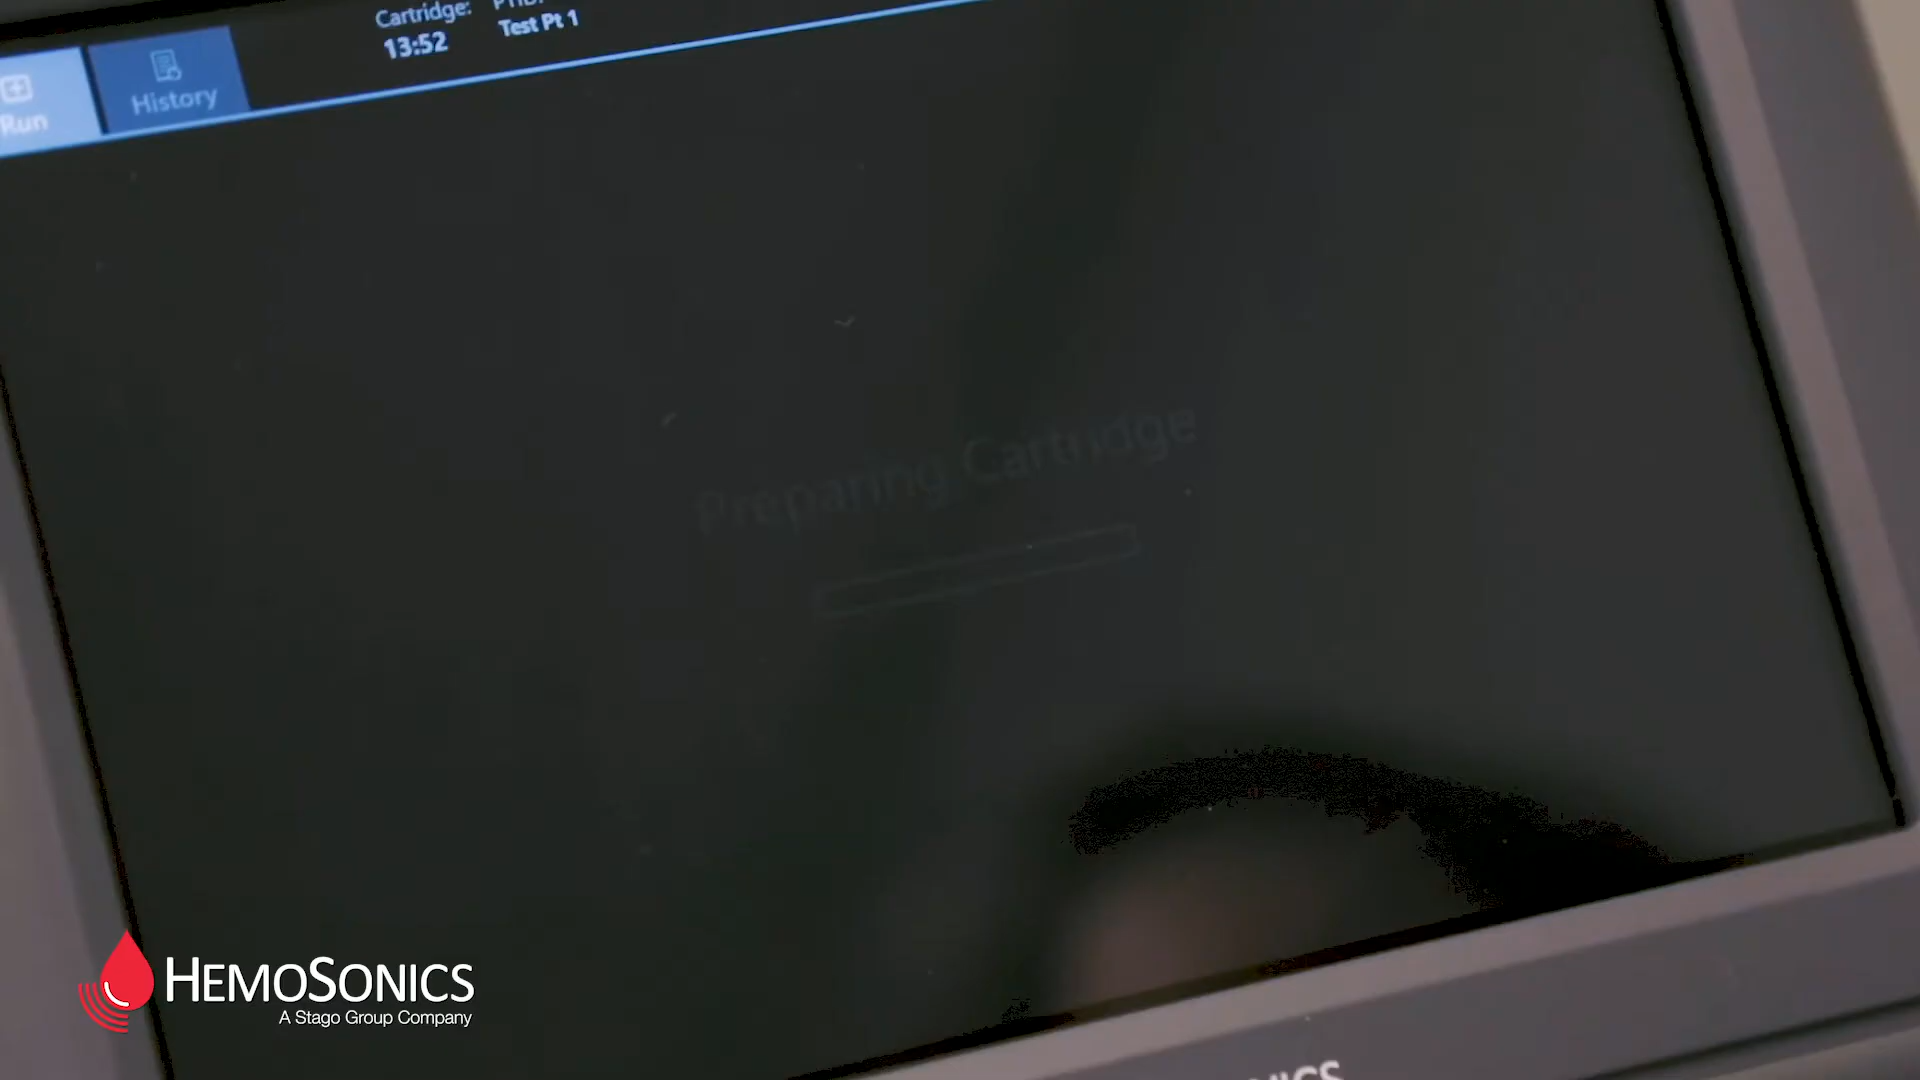 Cartridge:
13:52
Test Pt 1
Run
History
Preparing Cartridge
HEMOSONICS
A Stago Group Company